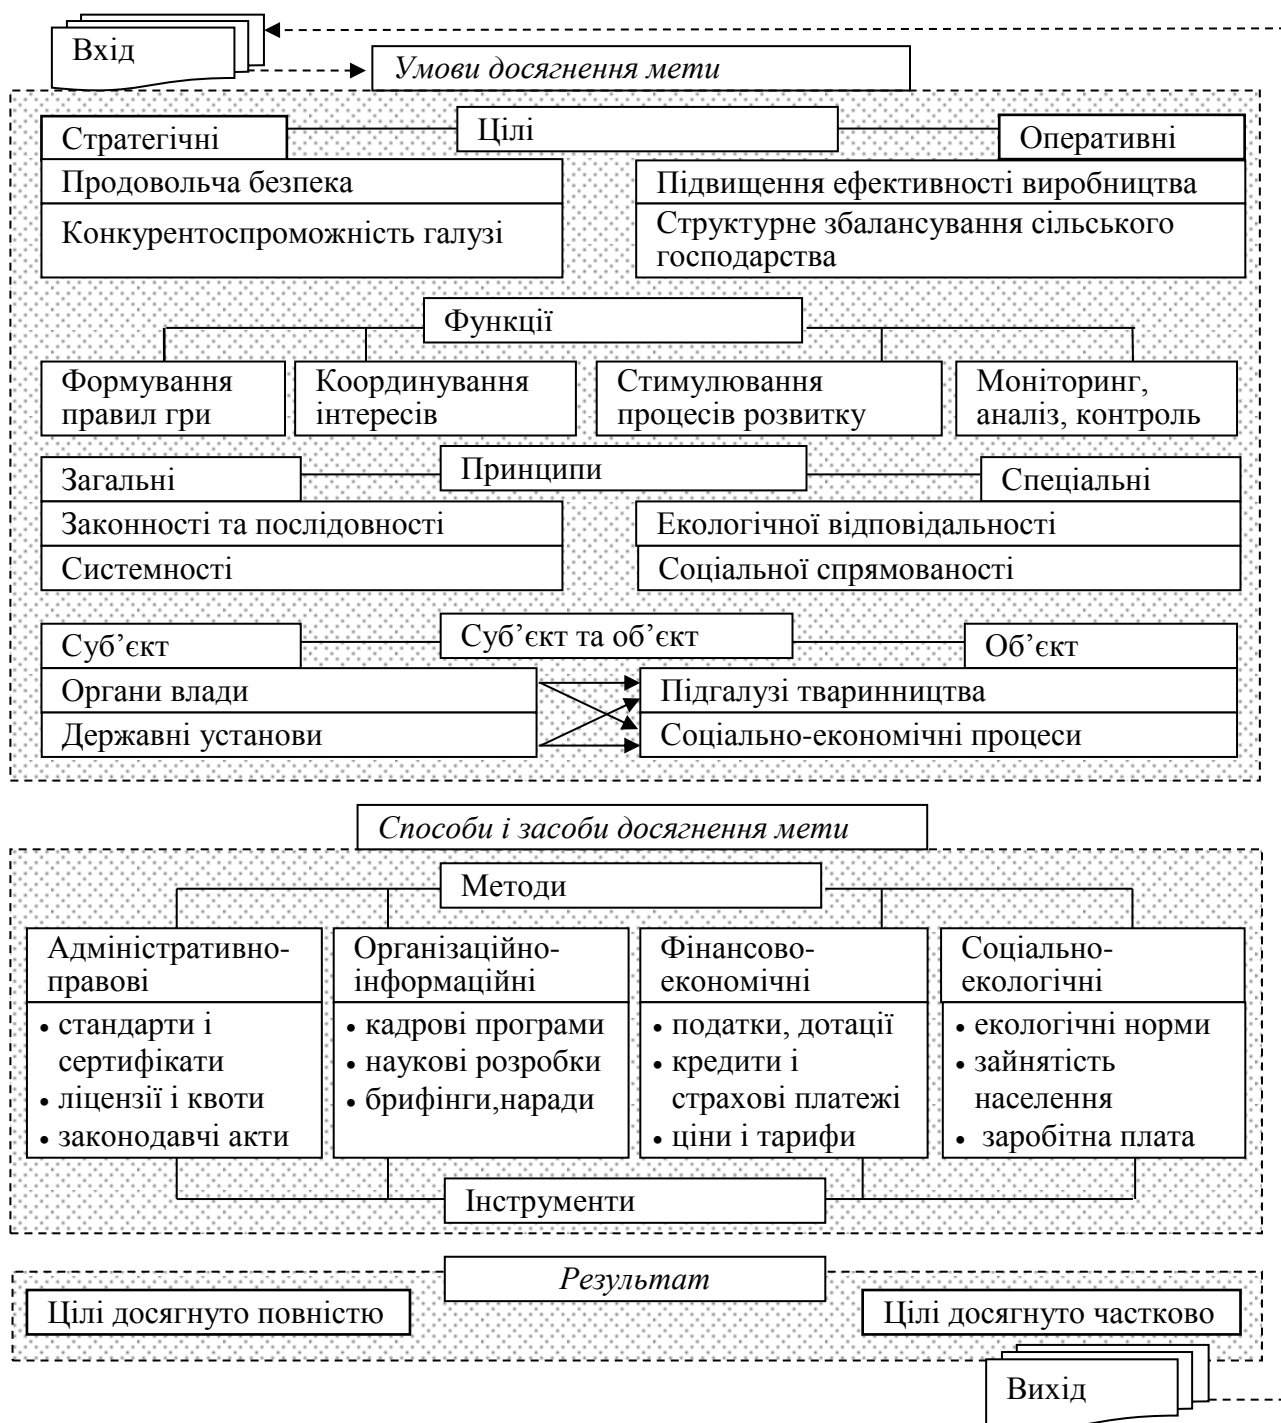 Вхід
Умови досягнення мети
Стратегічні
Цілі
Оперативні
Продовольча безпека
Підвищення ефективності виробництва
Конкурентоспроможність галузі
Структурне збалансування сільського
господарства
Функції
Формування
правил гри
Координування
інтересів
Стимулювання
процесів розвитку
Моніторинг,
аналіз, контроль
Загальні
Принципи
Спеціальні
Законності та послідовності
Екологічної відповідальності
Системності
Соціальної спрямованості
Суб’єкт
Суб’єкт та об’єкт
Об’єкт
Органи влади
Підгалузі тваринництва
Державні установи
Соціально-економічні процеси
Способи і засоби досягнення мети
Методи
Адміністративно-
правові
• стандарти і
сертифікати
• ліцензії і квоти
• законодавчі акти
Організаційно-
інформаційні
• кадрові програми
• наукові розробки
• брифінги,наради
Фінансово-
економічні
• податки, дотації
• кредити і
страхові платежі
• ціни і тарифи
Соціально-
екологічні
• екологічні норми
• зайнятість
населення
• заробітна плата
Інструменти
Результат
Цілі досягнуто повністю
Цілі досягнуто частково
Вихід